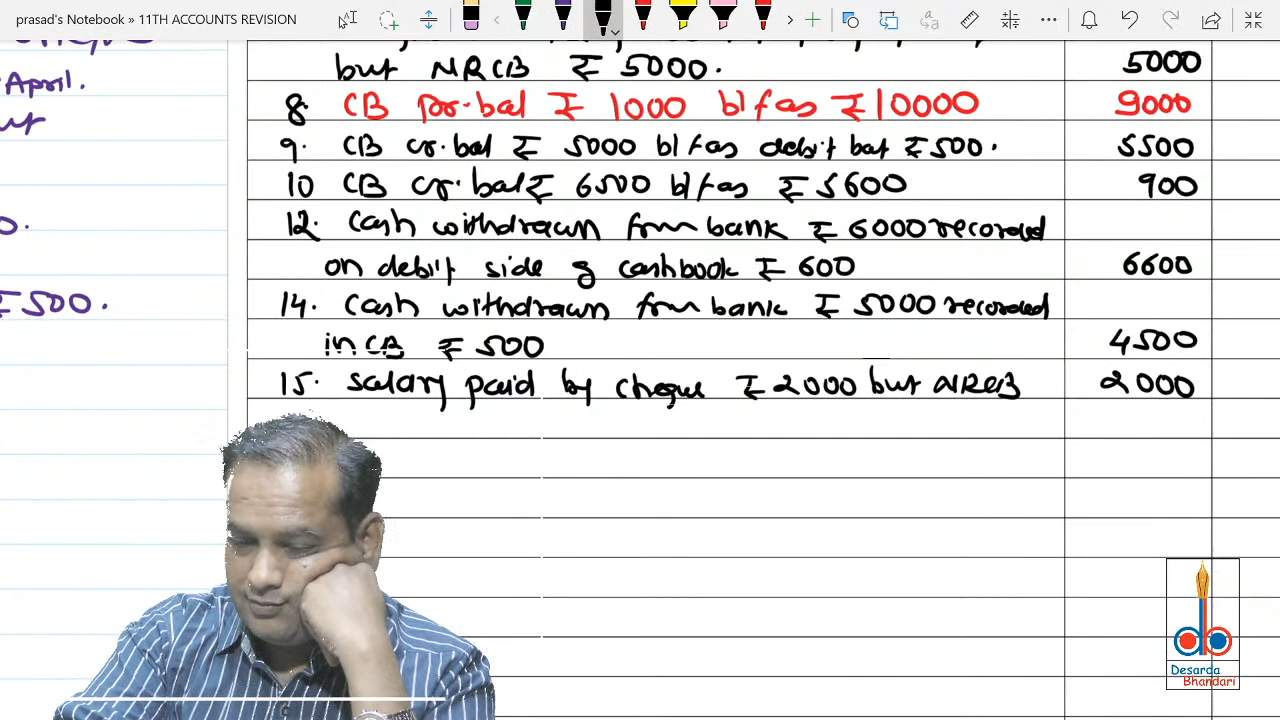 prasad's Notebook » 11TH ACCOUNTS REVISION
April.
but NRCB ₹ 5000. 5000
8. CB Dr. bal ₹ 1000 b/f as ₹10000 9000
9. CB cr. bal ₹ 5000 b/f as debit bal ₹500. 5500
10 CB cr. bal ₹ 6500 b/f as ₹ 5600 900
12. Cash withdrawn from bank ₹ 6000 recorded
0.
on debit side of cashbook ₹ 600 6600
₹ 500.
14. Cash withdrawn from bank ₹ 5000 recorded
in CB ₹ 500 4500
15. Salary paid by cheque ₹ 2000 but NRCB 2000
Desarda
Bhandari